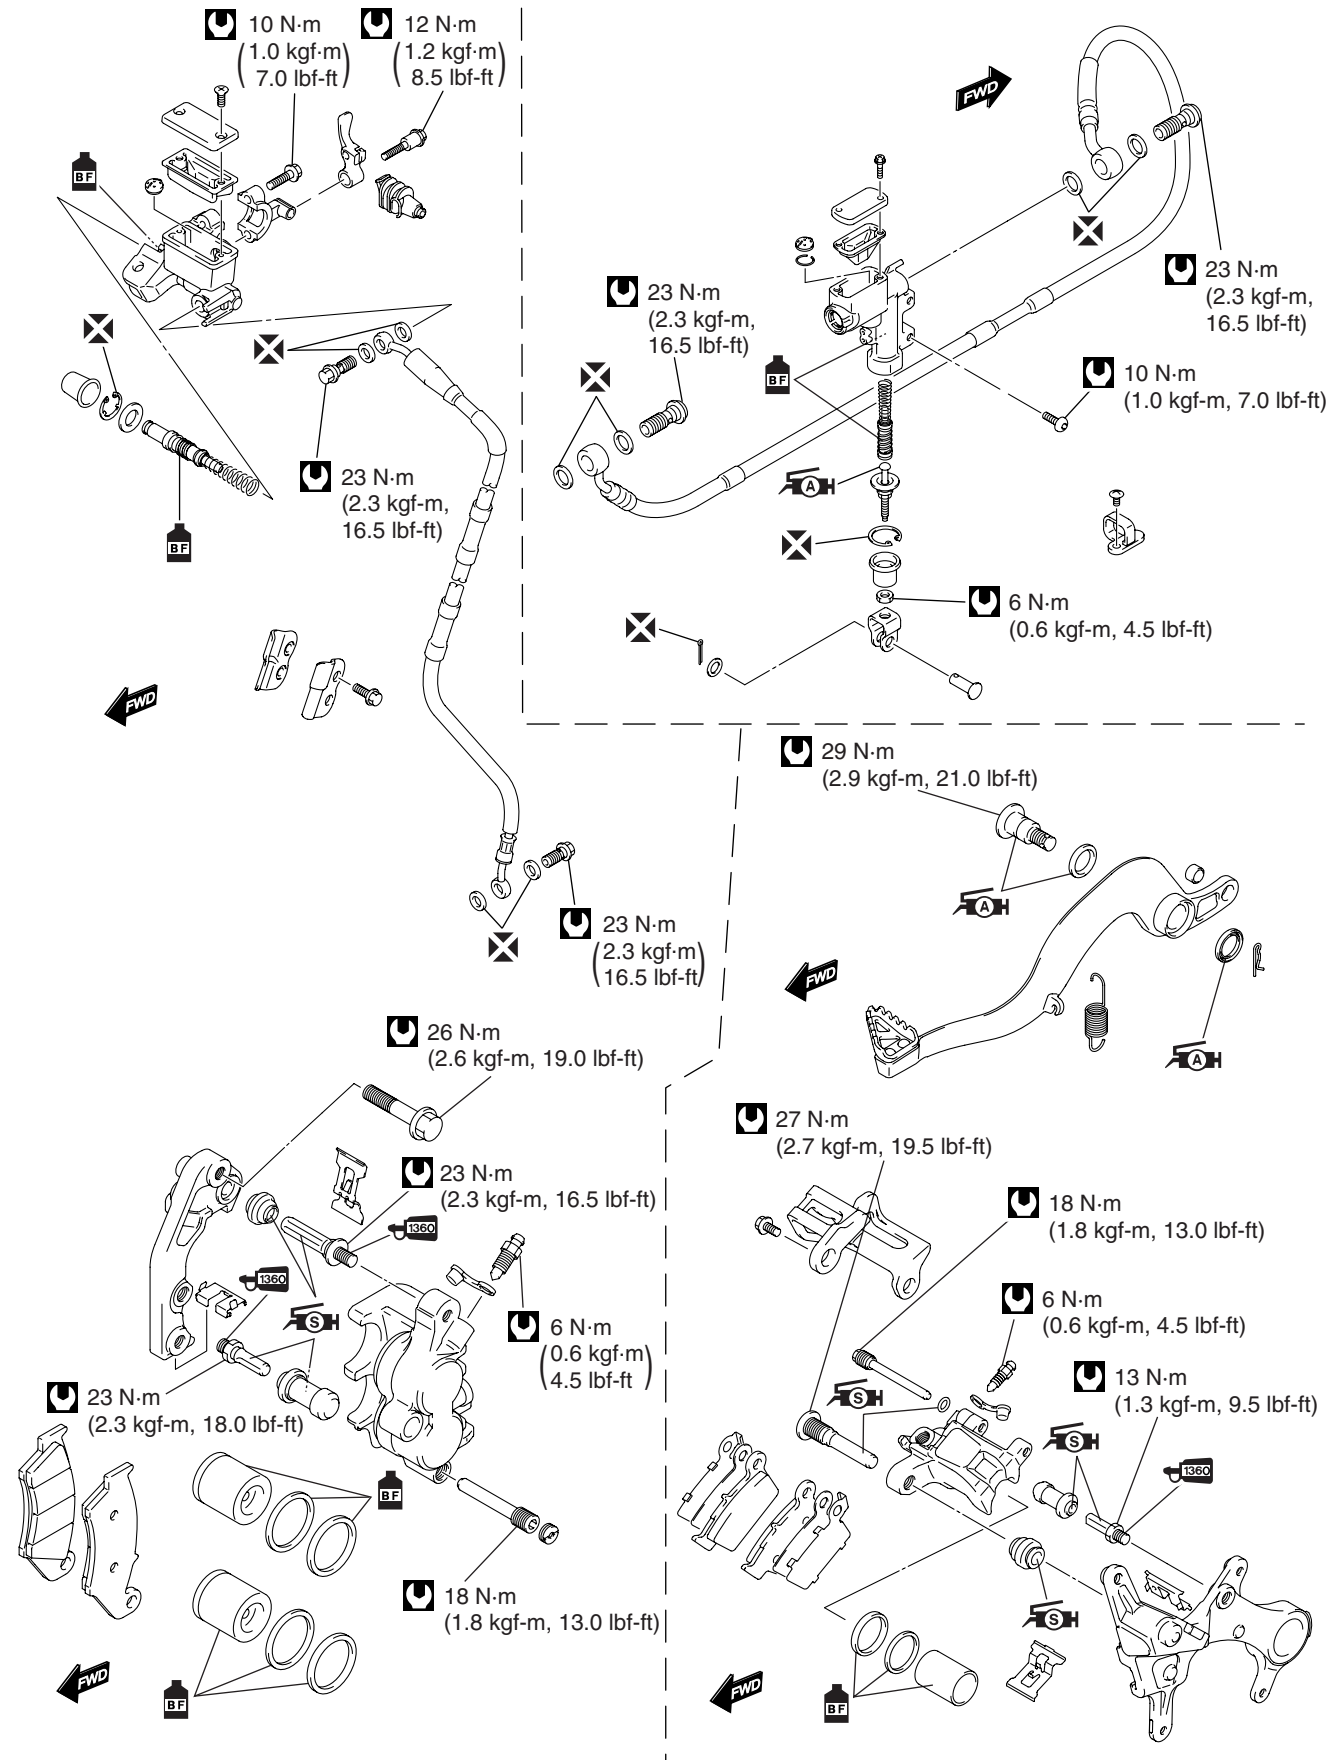 10 N·m
(1.0 kgf·m
7.0 lbf-ft)
12 N·m
(1.2 kgf·m
8.5 lbf-ft)
BF
BF
23 N·m
(2.3 kgf-m,
16.5 lbf-ft)
FWD
23 N·m
(2.3 kgf·m
16.5 lbf-ft)
FWD
23 N·m
(2.3 kgf-m,
16.5 lbf-ft)
23 N·m
(2.3 kgf-m,
16.5 lbf-ft)
BF
10 N·m
(1.0 kgf-m, 7.0 lbf-ft)
A
6 N·m
(0.6 kgf-m, 4.5 lbf-ft)
29 N·m
(2.9 kgf-m, 21.0 lbf-ft)
A
FWD
A
26 N·m
(2.6 kgf-m, 19.0 lbf-ft)
23 N·m
(2.3 kgf-m, 16.5 lbf-ft)
1360
1360
S
6 N·m
(0.6 kgf·m
4.5 lbf-ft)
23 N·m
(2.3 kgf-m, 18.0 lbf-ft)
BF
18 N·m
(1.8 kgf-m, 13.0 lbf-ft)
FWD
BF
27 N·m
(2.7 kgf-m, 19.5 lbf-ft)
18 N·m
(1.8 kgf-m, 13.0 lbf-ft)
6 N·m
(0.6 kgf-m, 4.5 lbf-ft)
S
13 N·m
(1.3 kgf-m, 9.5 lbf-ft)
S
1360
S
FWD
BF